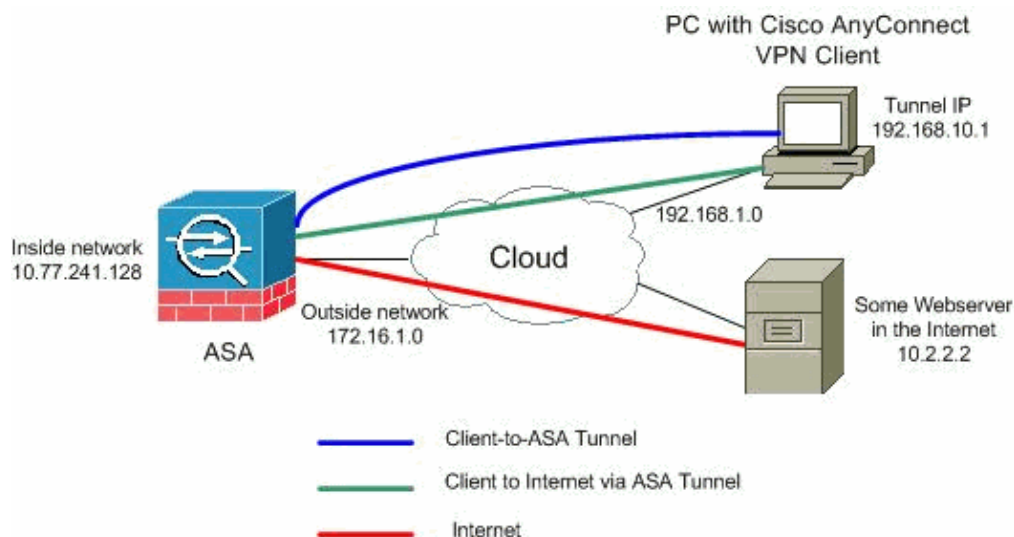 PC with Cisco AnyConnect
VPN Client
Tunnel IP
192.168.10.1
192.168.1.0
Inside network
10.77.241.128
Cloud
Outside network
172.16.1.0
ASA
Some Webserver
in the Internet
10.2.2.2
Client-to-ASA Tunnel
Client to Internet via ASA Tunnel
Internet